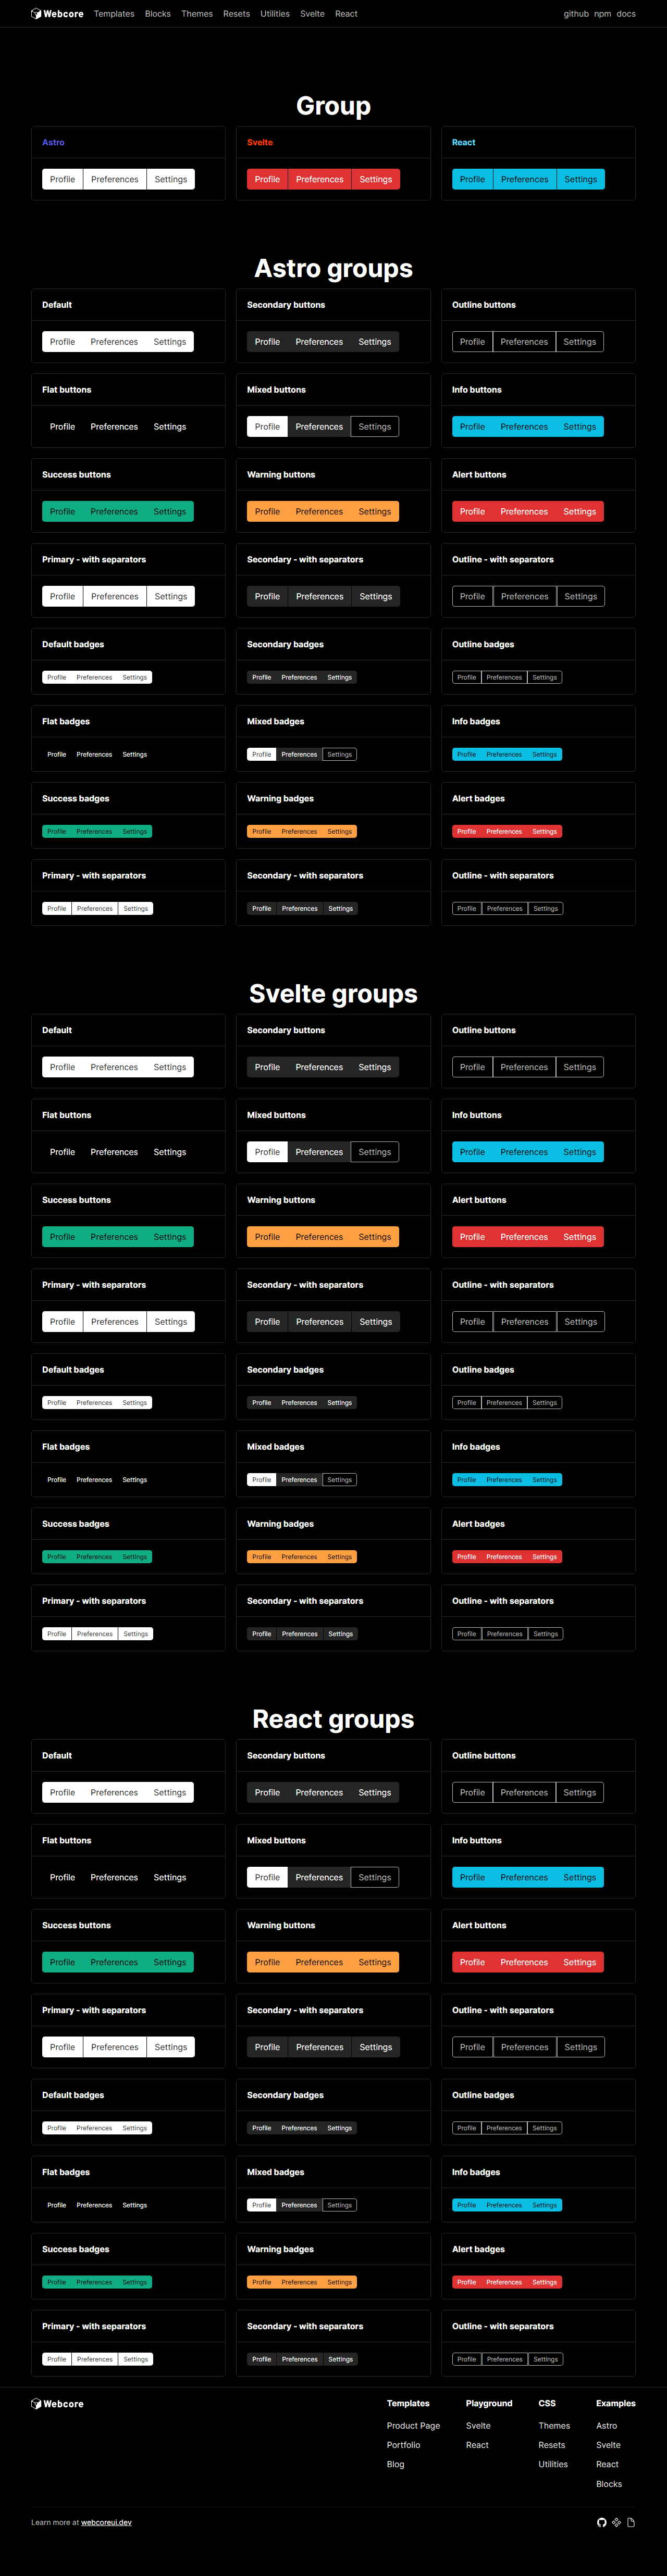 Webcore Templates Blocks Themes Resets Utilities Svelte React github npm docs
Group
Astro Svelte React
Profile Preferences Settings Profile Preferences Settings Profile Preferences Settings
Astro groups
Default Secondary buttons Outline buttons
Profile Preferences Settings Profile Preferences Settings Profile Preferences Settings
Flat buttons Mixed buttons Info buttons
Profile Preferences Settings Profile Preferences Settings Profile Preferences Settings
Success buttons Warning buttons Alert buttons
Profile Preferences Settings Profile Preferences Settings Profile Preferences Settings
Primary - with separators Secondary - with separators Outline - with separators
Profile Preferences Settings Profile Preferences Settings Profile Preferences Settings
Default badges Secondary badges Outline badges
Profile Preferences Settings Profile Preferences Settings Profile Preferences Settings
Flat badges Mixed badges Info badges
Profile Preferences Settings Profile Preferences Settings Profile Preferences Settings
Success badges Warning badges Alert badges
Profile Preferences Settings Profile Preferences Settings Profile Preferences Settings
Primary - with separators Secondary - with separators Outline - with separators
Profile Preferences Settings Profile Preferences Settings Profile Preferences Settings
Svelte groups
Default Secondary buttons Outline buttons
Profile Preferences Settings Profile Preferences Settings Profile Preferences Settings
Flat buttons Mixed buttons Info buttons
Profile Preferences Settings Profile Preferences Settings Profile Preferences Settings
Success buttons Warning buttons Alert buttons
Profile Preferences Settings Profile Preferences Settings Profile Preferences Settings
Primary - with separators Secondary - with separators Outline - with separators
Profile Preferences Settings Profile Preferences Settings Profile Preferences Settings
Default badges Secondary badges Outline badges
Profile Preferences Settings Profile Preferences Settings Profile Preferences Settings
Flat badges Mixed badges Info badges
Profile Preferences Settings Profile Preferences Settings Profile Preferences Settings
Success badges Warning badges Alert badges
Profile Preferences Settings Profile Preferences Settings Profile Preferences Settings
Primary - with separators Secondary - with separators Outline - with separators
Profile Preferences Settings Profile Preferences Settings Profile Preferences Settings
React groups
Default Secondary buttons Outline buttons
Profile Preferences Settings Profile Preferences Settings Profile Preferences Settings
Flat buttons Mixed buttons Info buttons
Profile Preferences Settings Profile Preferences Settings Profile Preferences Settings
Success buttons Warning buttons Alert buttons
Profile Preferences Settings Profile Preferences Settings Profile Preferences Settings
Primary - with separators Secondary - with separators Outline - with separators
Profile Preferences Settings Profile Preferences Settings Profile Preferences Settings
Default badges Secondary badges Outline badges
Profile Preferences Settings Profile Preferences Settings Profile Preferences Settings
Flat badges Mixed badges Info badges
Profile Preferences Settings Profile Preferences Settings Profile Preferences Settings
Success badges Warning badges Alert badges
Profile Preferences Settings Profile Preferences Settings Profile Preferences Settings
Primary - with separators Secondary - with separators Outline - with separators
Profile Preferences Settings Profile Preferences Settings Profile Preferences Settings
Webcore Templates Playground CSS Examples
Product Page Svelte Themes Astro
Portfolio React Resets Svelte
Blog Utilities React
Blocks
Learn more at webcoreui.dev